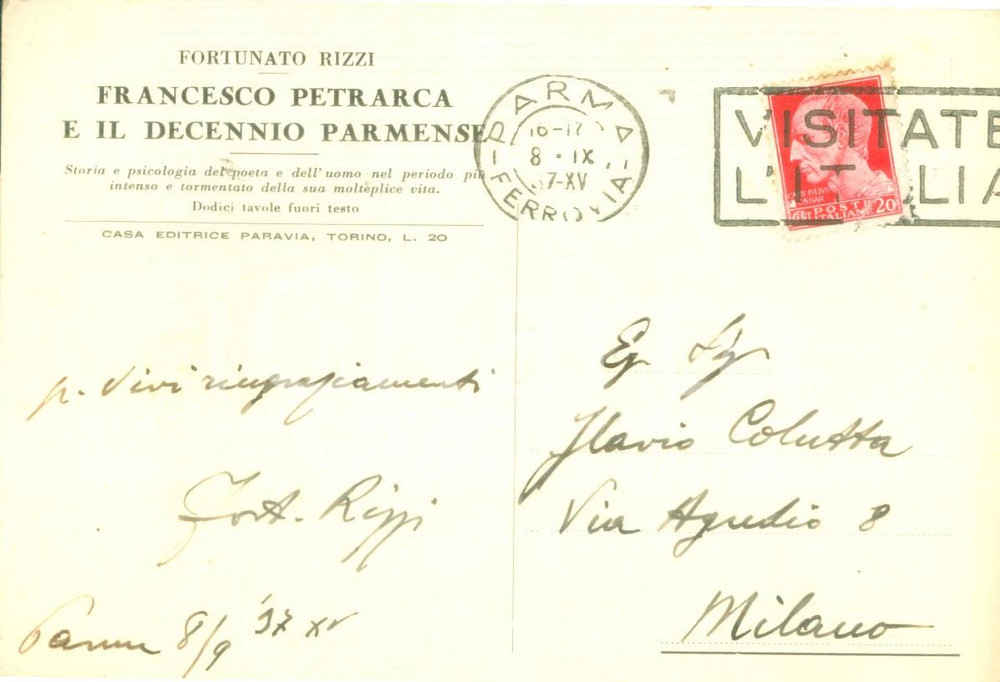 FORTUNATO RIZZI
FRANCESCO PETRARCA
E IL DECENNIO PARMENSE
Storia e psicologia del poeta e dell'uomo nel periodo più
intenso e tormentato della sua molteplice vita.
Dodici tavole fuori testo
CASA EDITRICE PARAVIA, TORINO, L. 20
PARMA
16-17
8 · IX
37-XV
FERROVIA
VISITATE
L'ITALIA
POSTE
ITALIANE 20
p. vivi ringraziamenti
Fort. Rizzi
Parma 8/9 '37 XV
Eg Sig
Flavio Colutta
Via Agudio 8
Milano